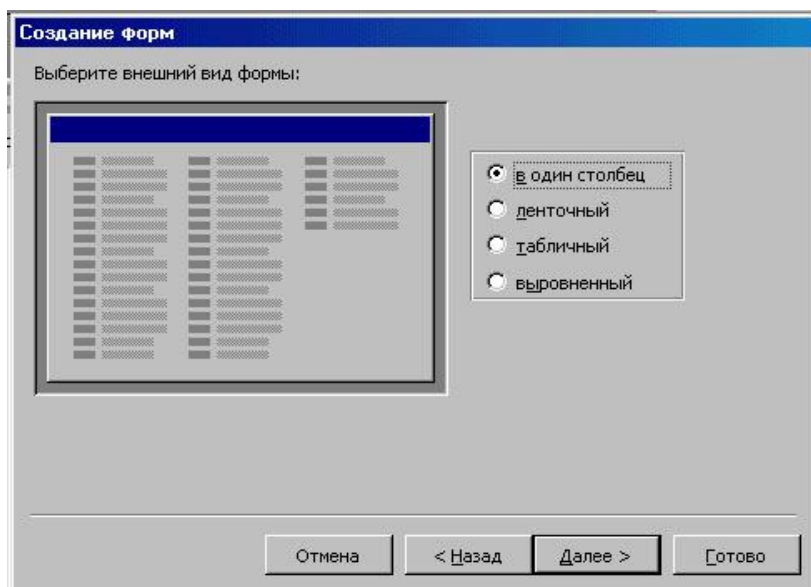 Создание форм
Выберите внешний вид формы:
в один столбец
ленточный
табличный
выровненный
Отмена
< Назад
Далее >
Готово